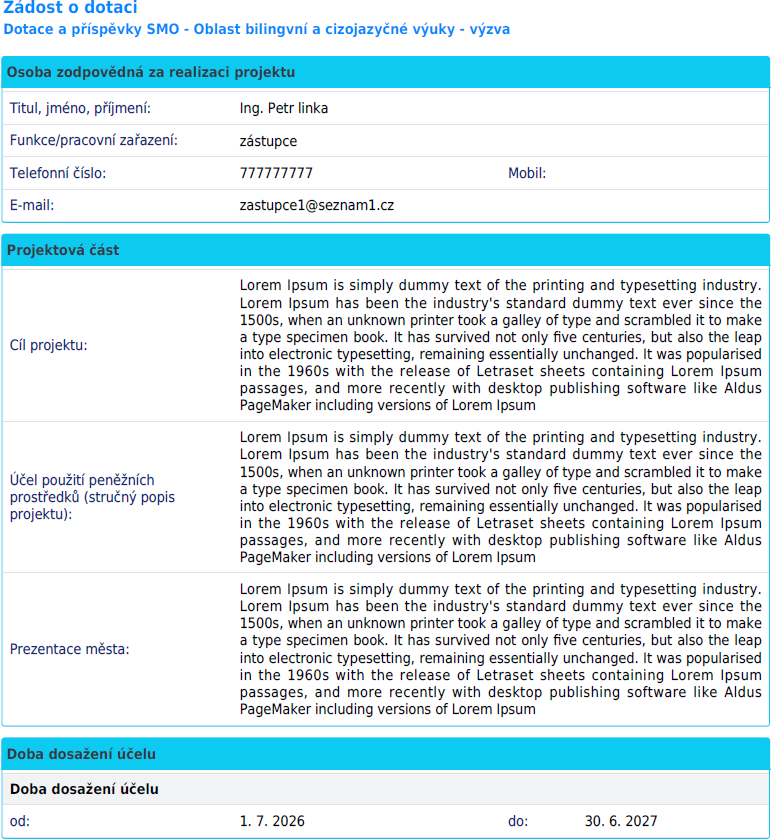 Žádost o dotaci
Dotace a příspěvky SMO - Oblast bilingvní a cizojazyčné výuky - výzva
Osoba zodpovědná za realizaci projektu
Titul, jméno, příjmení: Ing. Petr linka
Funkce/pracovní zařazení: zástupce
Telefonní číslo: 777777777 Mobil:
E-mail: zastupce1@seznam1.cz
Projektová část
Cíl projektu:
Lorem Ipsum is simply dummy text of the printing and typesetting industry.
Lorem Ipsum has been the industry's standard dummy text ever since the
1500s, when an unknown printer took a galley of type and scrambled it to make
a type specimen book. It has survived not only five centuries, but also the leap
into electronic typesetting, remaining essentially unchanged. It was popularised
in the 1960s with the release of Letraset sheets containing Lorem Ipsum
passages, and more recently with desktop publishing software like Aldus
PageMaker including versions of Lorem Ipsum
Účel použití peněžních
prostředků (stručný popis
projektu):
Lorem Ipsum is simply dummy text of the printing and typesetting industry.
Lorem Ipsum has been the industry's standard dummy text ever since the
1500s, when an unknown printer took a galley of type and scrambled it to make
a type specimen book. It has survived not only five centuries, but also the leap
into electronic typesetting, remaining essentially unchanged. It was popularised
in the 1960s with the release of Letraset sheets containing Lorem Ipsum
passages, and more recently with desktop publishing software like Aldus
PageMaker including versions of Lorem Ipsum
Prezentace města:
Lorem Ipsum is simply dummy text of the printing and typesetting industry.
Lorem Ipsum has been the industry's standard dummy text ever since the
1500s, when an unknown printer took a galley of type and scrambled it to make
a type specimen book. It has survived not only five centuries, but also the leap
into electronic typesetting, remaining essentially unchanged. It was popularised
in the 1960s with the release of Letraset sheets containing Lorem Ipsum
passages, and more recently with desktop publishing software like Aldus
PageMaker including versions of Lorem Ipsum
Doba dosažení účelu
Doba dosažení účelu
od: 1. 7. 2026 do: 30. 6. 2027